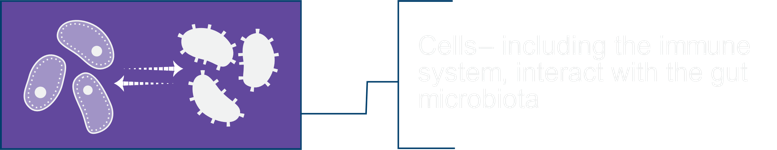 Cells– including the immune
system, interact with the gut
microbiota